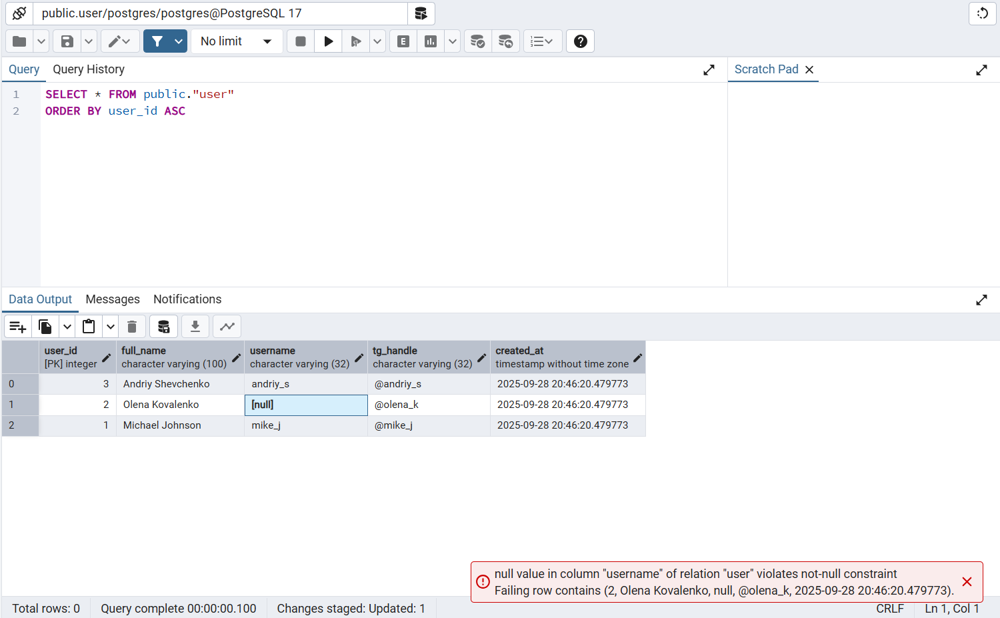 public.user/postgres/postgres@PostgreSQL 17
No limit
E
Query Query History
Scratch Pad
1 SELECT * FROM public."user"
2 ORDER BY user_id ASC
Data Output Messages Notifications
user_id full_name username tg_handle created_at
[PK] integer character varying (100) character varying (32) character varying (32) timestamp without time zone
0 3 Andriy Shevchenko andriy_s @andriy_s 2025-09-28 20:46:20.479773
1 2 Olena Kovalenko [null] @olena_k 2025-09-28 20:46:20.479773
2 1 Michael Johnson mike_j @mike_j 2025-09-28 20:46:20.479773
null value in column "username" of relation "user" violates not-null constraint
Failing row contains (2, Olena Kovalenko, null, @olena_k, 2025-09-28 20:46:20.479773).
Total rows: 0 Query complete 00:00:00.100 Changes staged: Updated: 1 CRLF Ln 1, Col 1